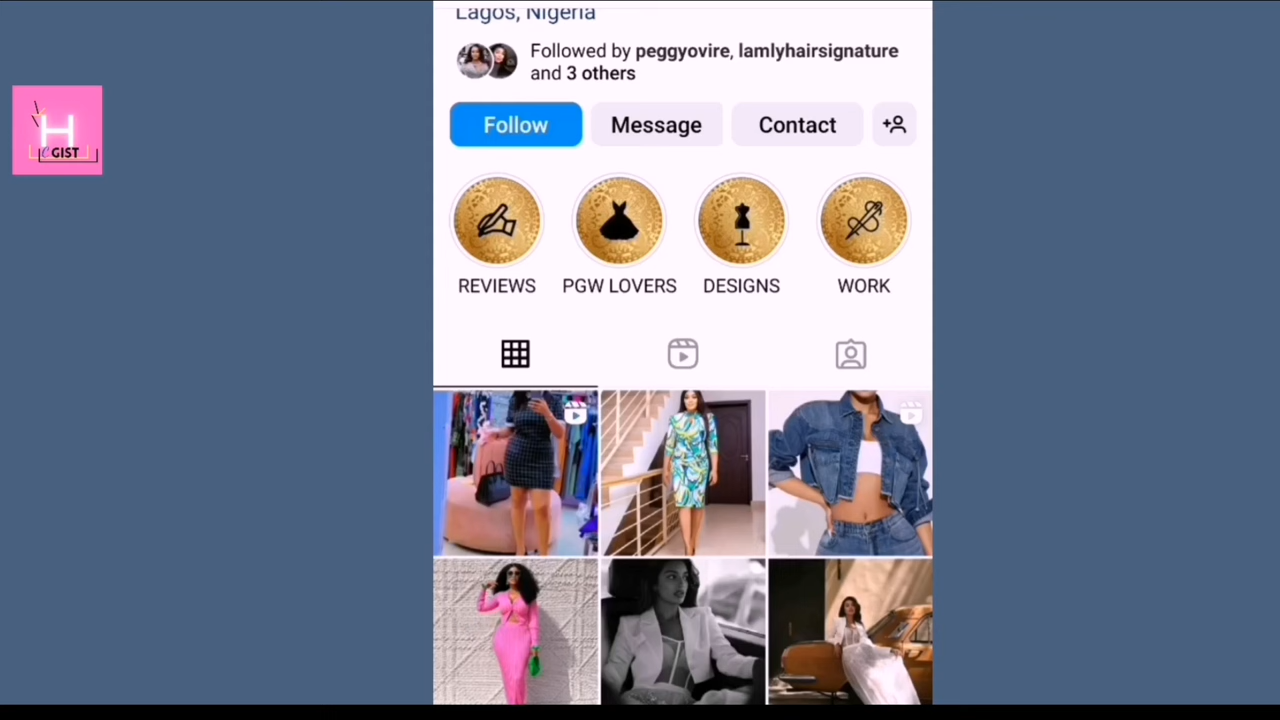 Lagos, Nigeria
Followed by peggyovire, lamlyhairsignature
and 3 others
H
GIST
Follow
Message
Contact
REVIEWS
PGW LOVERS
DESIGNS
WORK